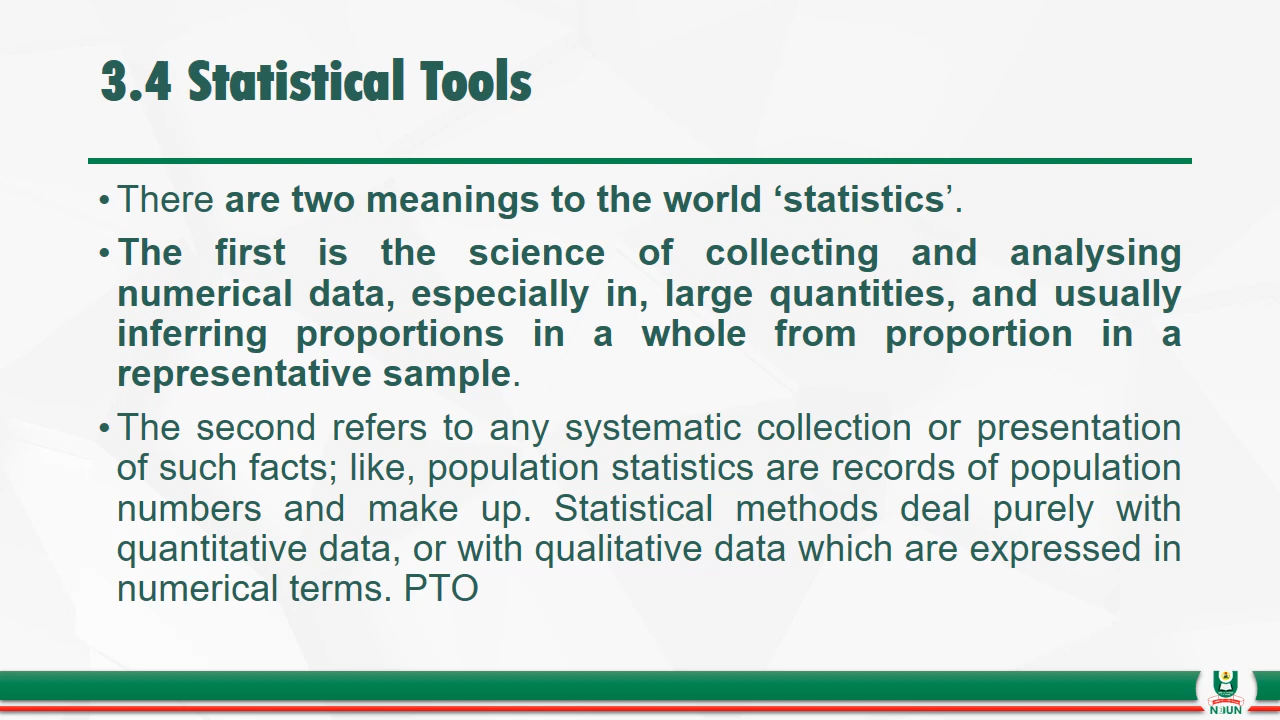 3.4 Statistical Tools
• There are two meanings to the world ‘statistics’.
• The first is the science of collecting and analysing
numerical data, especially in, large quantities, and usually
inferring proportions in a whole from proportion in a
representative sample.
• The second refers to any systematic collection or presentation
of such facts; like, population statistics are records of population
numbers and make up. Statistical methods deal purely with
quantitative data, or with qualitative data which are expressed in
numerical terms. PTO
NOUN